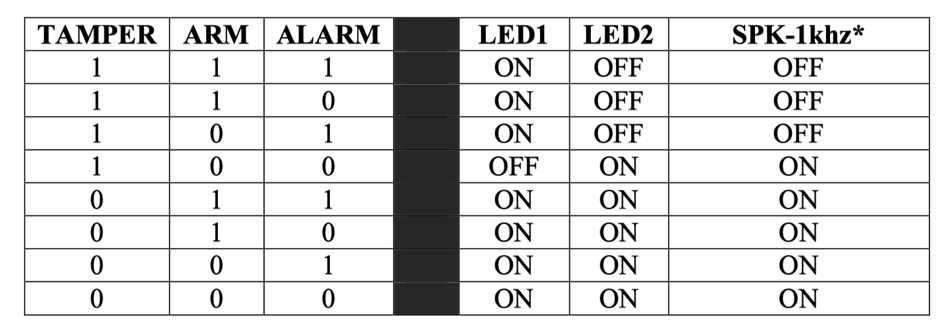 TAMPER ARM ALARM LED1 LED2 SPK-1khz*
1 1 1 ON OFF OFF
1 1 0 ON OFF OFF
1 0 1 ON OFF OFF
1 0 0 OFF ON ON
0 1 1 ON ON ON
0 1 0 ON ON ON
0 0 1 ON ON ON
0 0 0 ON ON ON